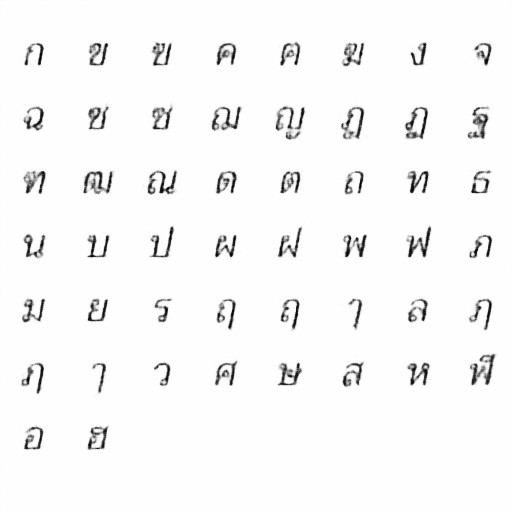 ก ข ฃ ค ฅ ฆ ง จ
ฉ ช ซ ฌ ญ ฎ ฏ ฐ
ฑ ฒ ณ ด ต ถ ท ธ
น บ ป ผ ฝ พ ฟ ภ
ม ย ร ฤ ฤ ๅ ล ฦ
ฦ ๅ ว ศ ษ ส ห ฬ
อ ฮ